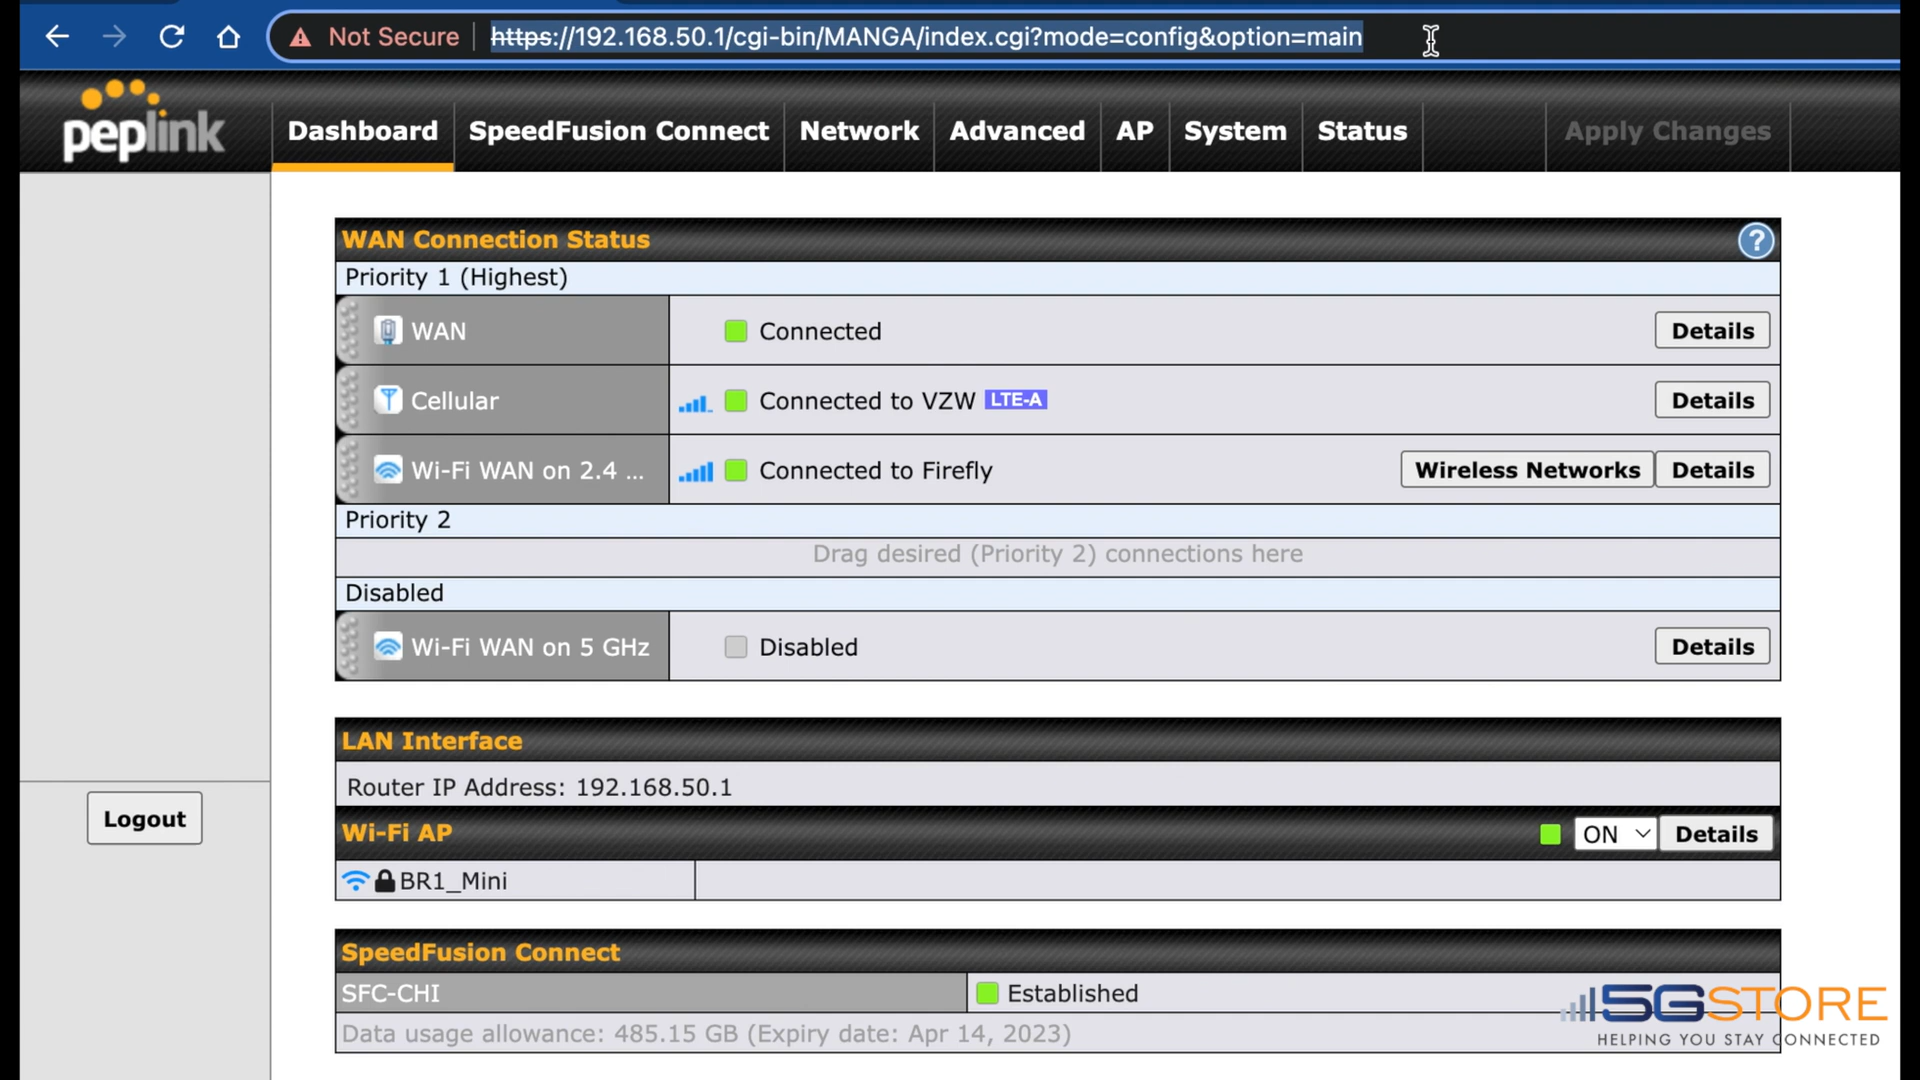 Not Secure https://192.168.50.1/cgi-bin/MANGA/index.cgi?mode=config&option=main
peplink Dashboard SpeedFusion Connect Network Advanced AP System Status Apply Changes
WAN Connection Status ?
Priority 1 (Highest)
WAN Connected Details
Cellular Connected to VZW LTE-A Details
Wi-Fi WAN on 2.4 ... Connected to Firefly Wireless Networks Details
Priority 2
Drag desired (Priority 2) connections here
Disabled
Wi-Fi WAN on 5 GHz Disabled Details
LAN Interface
Router IP Address: 192.168.50.1
Logout
Wi-Fi AP ON Details
BR1_Mini
SpeedFusion Connect
SFC-CHI Established
Data usage allowance: 485.15 GB (Expiry date: Apr 14, 2023)
5GSTORE
HELPING YOU STAY CONNECTED